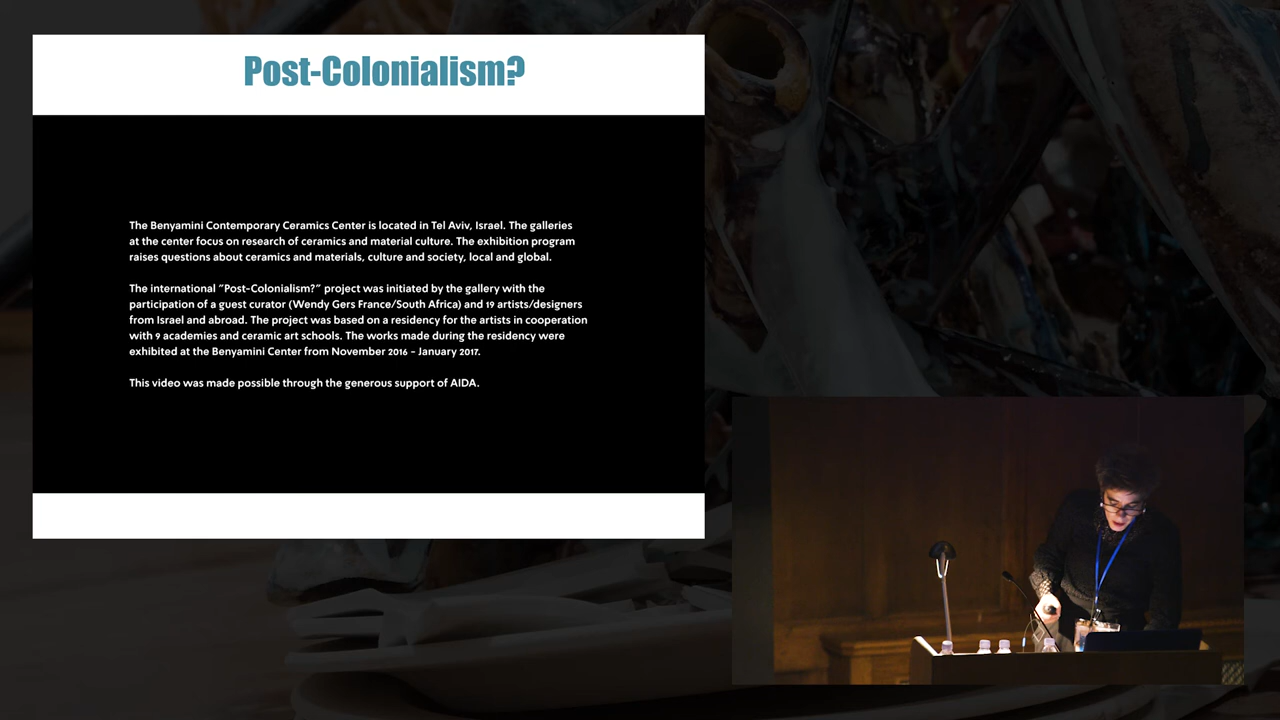 Post-Colonialism?
The Benyamini Contemporary Ceramics Center is located in Tel Aviv, Israel. The galleries
at the center focus on research of ceramics and material culture. The exhibition program
raises questions about ceramics and materials, culture and society, local and global.
The international "Post-Colonialism?" project was initiated by the gallery with the
participation of a guest curator (Wendy Gers France/South Africa) and 19 artists/designers
from Israel and abroad. The project was based on a residency for the artists in cooperation
with 9 academies and ceramic art schools. The works made during the residency were
exhibited at the Benyamini Center from November 2016 - January 2017.
This video was made possible through the generous support of AIDA.